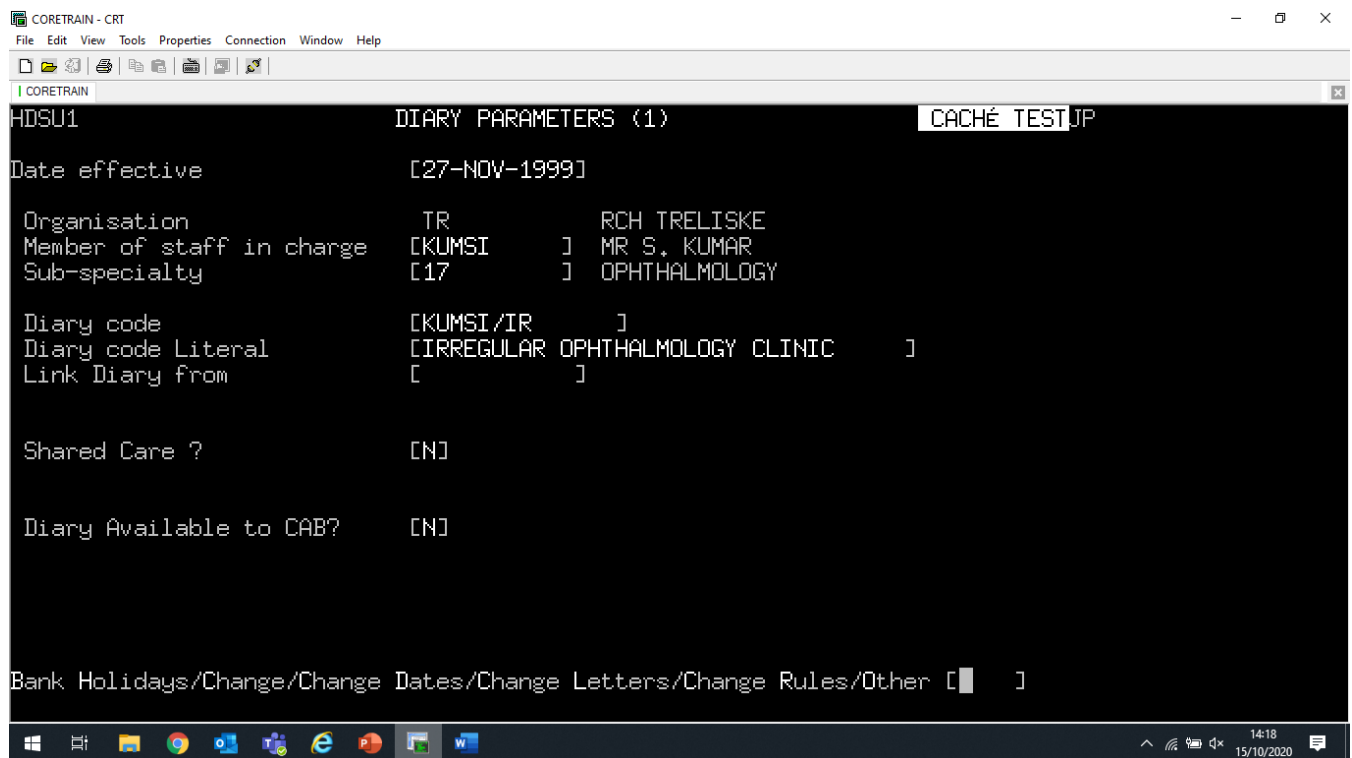 CORETRAIN - CRT
File Edit View Tools Properties Connection Window Help
CORETRAIN
HDSU1 DIARY PARAMETERS (1) CACHÉ TESTJP
Date effective [27-NOV-1999]
Organisation TR RCH TRELISKE
Member of staff in charge [KUMSI ] MR S. KUMAR
Sub-specialty [17 ] OPHTHALMOLOGY
Diary code [KUMSI/IR ]
Diary code Literal [IRREGULAR OPHTHALMOLOGY CLINIC ]
Link Diary from [ ]
Shared Care ? [N]
Diary Available to CAB? [N]
Bank Holidays/Change/Change Dates/Change Letters/Change Rules/Other [ ]
14:18
15/10/2020